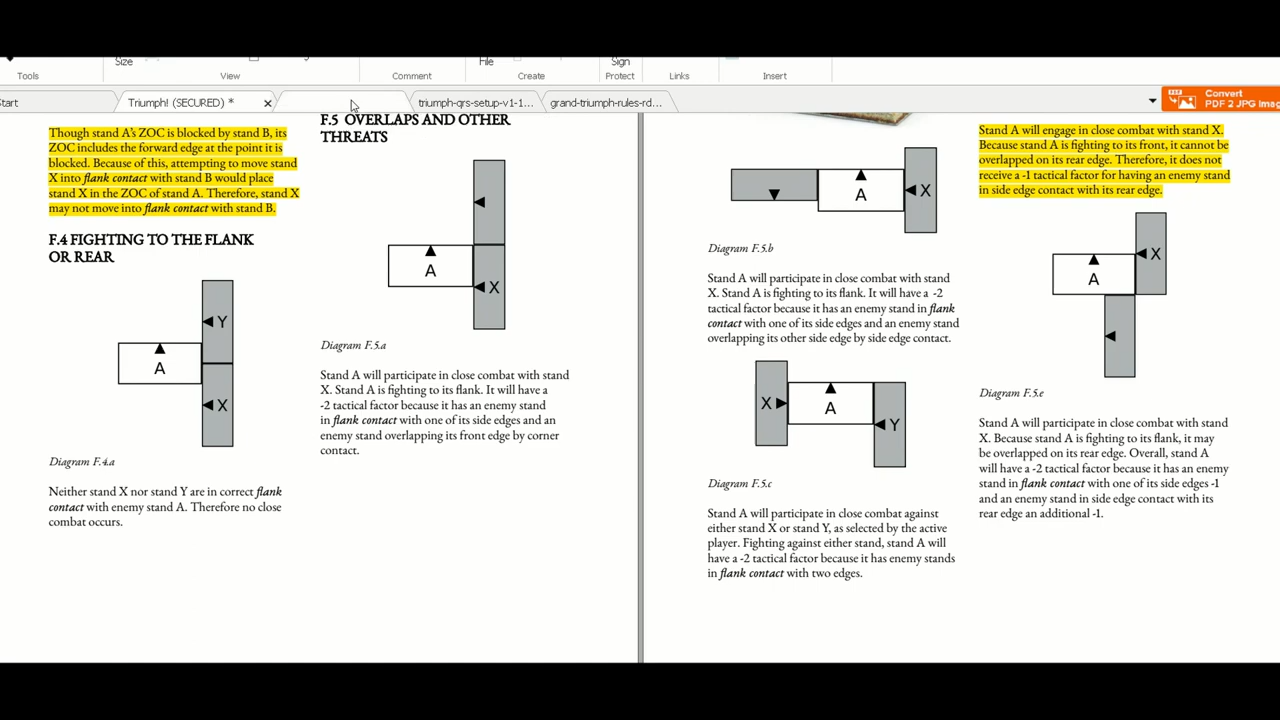 Size
File
Sign
Tools
View
Comment
Create
Protect
Links
Insert
Start
Triumph! (SECURED) *
triumph-qrs-setup-v1-1...
grand-triumph-rules-rd...
Convert
PDF 2 JPG Imag
Though stand A's ZOC is blocked by stand B, its
ZOC includes the forward edge at the point it is
blocked. Because of this, attempting to move stand
X into flank contact with stand B would place
stand X in the ZOC of stand A. Therefore, stand X
may not move into flank contact with stand B.
F.4 FIGHTING TO THE FLANK
OR REAR
Y
A
X
Diagram F.4.a
Neither stand X nor stand Y are in correct flank
contact with enemy stand A. Therefore no close
combat occurs.
F.5 OVERLAPS AND OTHER
THREATS
A
X
Diagram F.5.a
Stand A will participate in close combat with stand
X. Stand A is fighting to its flank. It will have a
-2 tactical factor because it has an enemy stand
in flank contact with one of its side edges and an
enemy stand overlapping its front edge by corner
contact.
A
X
Diagram F.5.b
Stand A will participate in close combat with stand
X. Stand A is fighting to its flank. It will have a -2
tactical factor because it has an enemy stand in flank
contact with one of its side edges and an enemy stand
overlapping its other side edge by side edge contact.
X
A
Y
Diagram F.5.c
Stand A will participate in close combat against
either stand X or stand Y, as selected by the active
player. Fighting against either stand, stand A will
have a -2 tactical factor because it has enemy stands
in flank contact with two edges.
Stand A will engage in close combat with stand X.
Because stand A is fighting to its front, it cannot be
overlapped on its rear edge. Therefore, it does not
receive a -1 tactical factor for having an enemy stand
in side edge contact with its rear edge.
X
A
Diagram F.5.e
Stand A will participate in close combat with stand
X. Because stand A is fighting to its flank, it may
be overlapped on its rear edge. Overall, stand A
will have a -2 tactical factor because it has an enemy
stand in flank contact with one of its side edges -1
and an enemy stand in side edge contact with its
rear edge an additional -1.